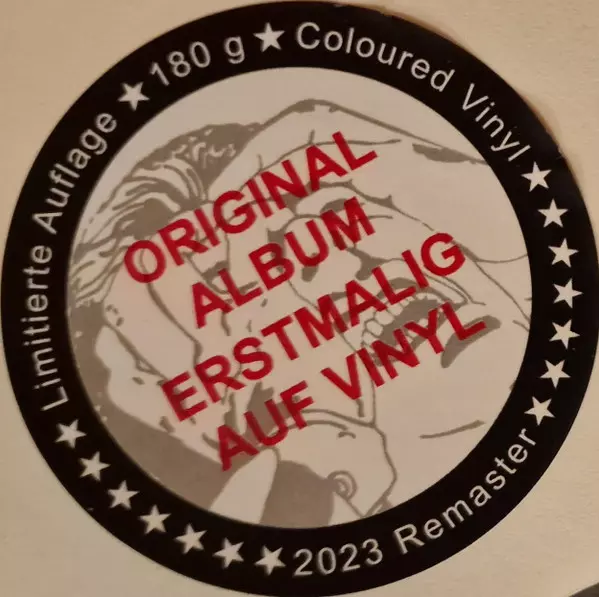 Limitierte Auflage ★ 180 g ★ Coloured Vinyl
ORIGINAL
ALBUM
ERSTMALIG
AUF VINYL
2023 Remaster